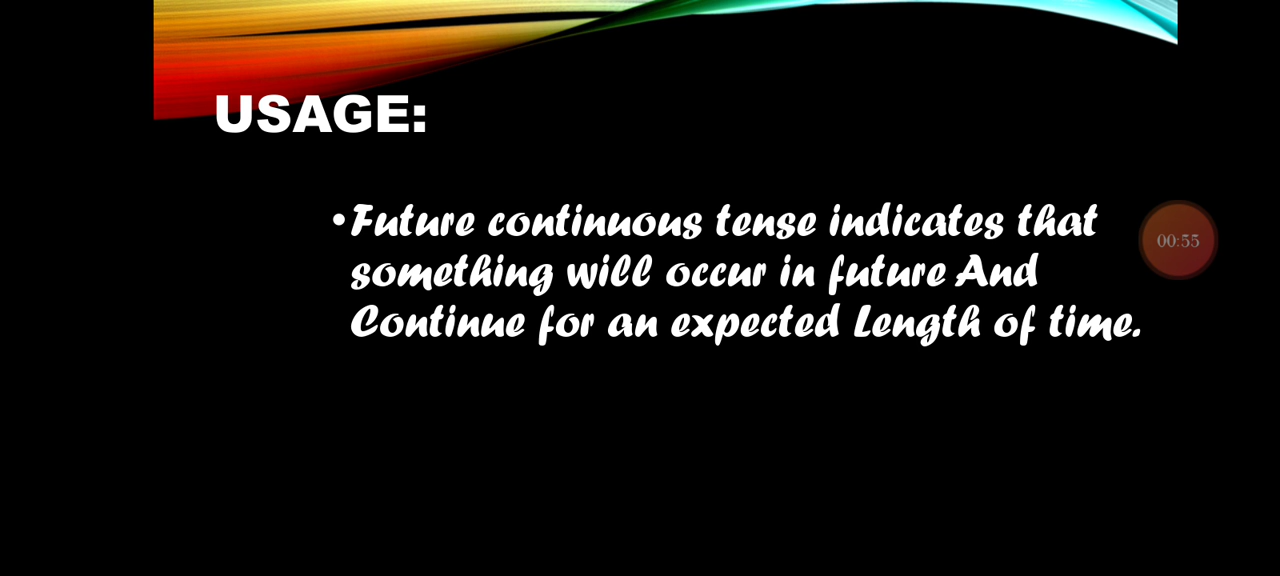 USAGE:
•Future continuous tense indicates that
something will occur in future And
Continue for an expected Length of time.
00:55